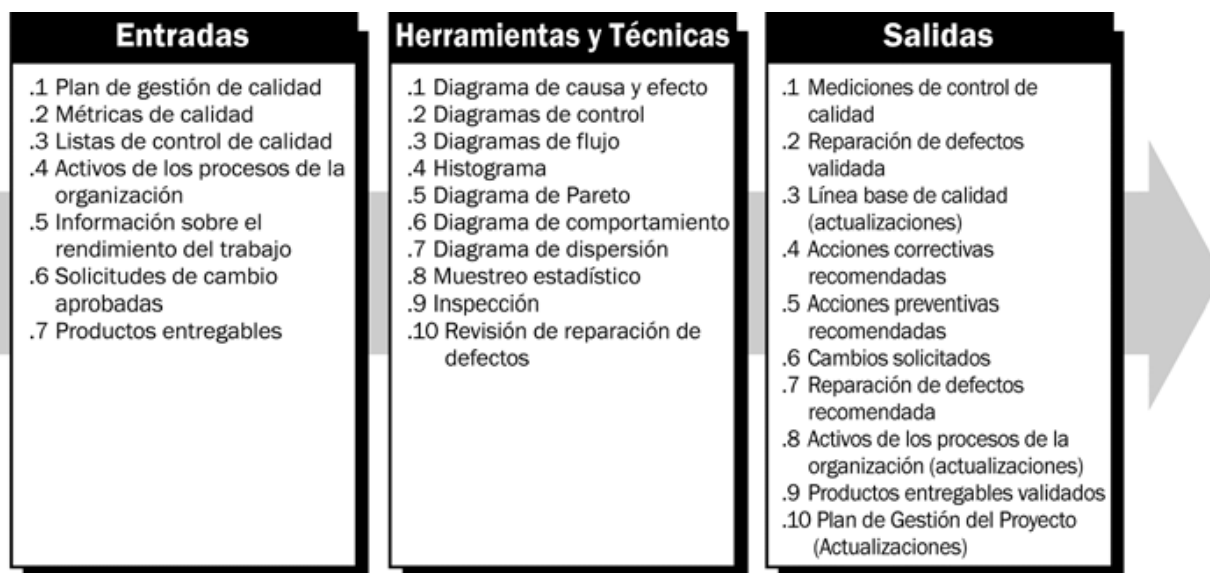 Entradas
.1 Plan de gestión de calidad
.2 Métricas de calidad
.3 Listas de control de calidad
.4 Activos de los procesos de la
organización
.5 Información sobre el
rendimiento del trabajo
.6 Solicitudes de cambio
aprobadas
.7 Productos entregables
Herramientas y Técnicas
.1 Diagrama de causa y efecto
.2 Diagramas de control
.3 Diagramas de flujo
.4 Histograma
.5 Diagrama de Pareto
.6 Diagrama de comportamiento
.7 Diagrama de dispersión
.8 Muestreo estadístico
.9 Inspección
.10 Revisión de reparación de
defectos
Salidas
.1 Mediciones de control de
calidad
.2 Reparación de defectos
validada
.3 Línea base de calidad
(actualizaciones)
.4 Acciones correctivas
recomendadas
.5 Acciones preventivas
recomendadas
.6 Cambios solicitados
.7 Reparación de defectos
recomendada
.8 Activos de los procesos de la
organización (actualizaciones)
.9 Productos entregables validados
.10 Plan de Gestión del Proyecto
(Actualizaciones)